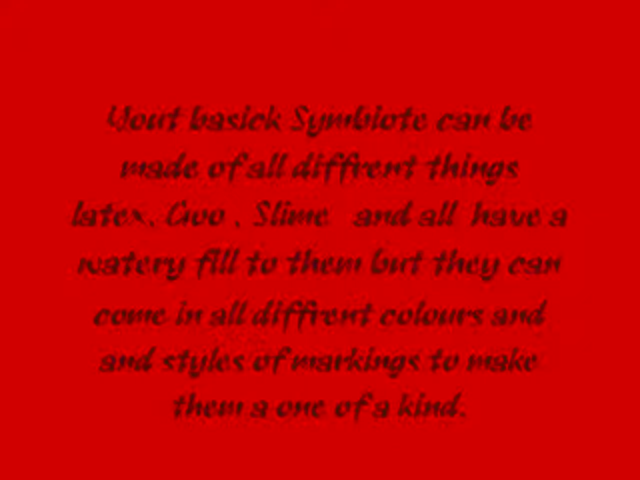 Yout basick Symbiote can be
made of all diffrent things
latex, Gwo , Slime and all have a
watery fill to them but they can
come in all diffrent colours and
and styles of markings to make
them a one of a kind.